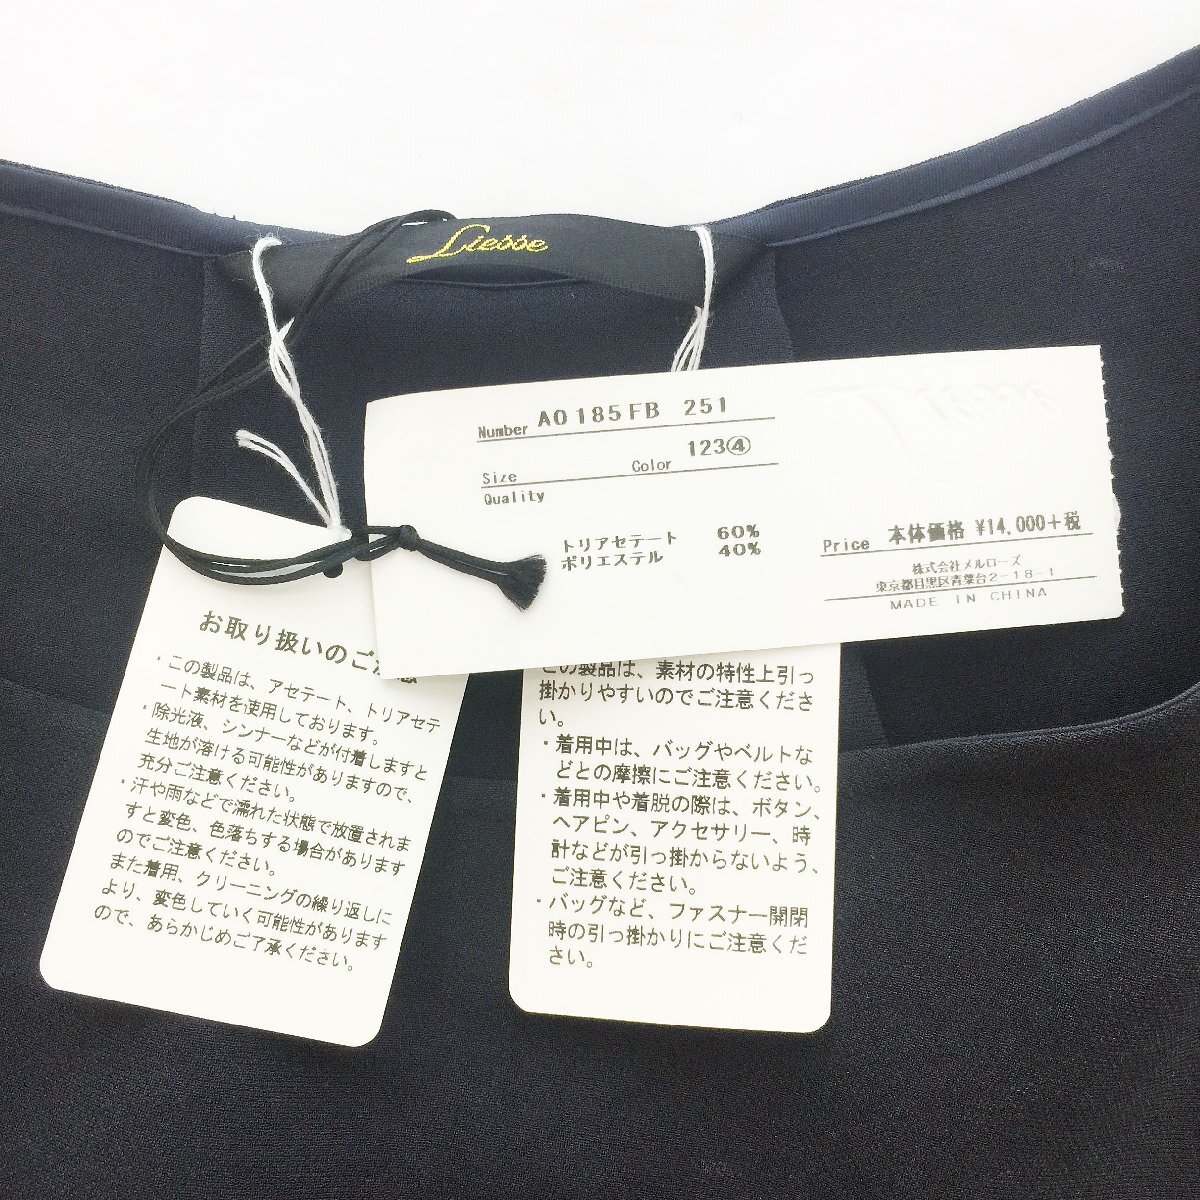 Liesse
Number AO185FB 251
Size Color 123④
Quality
トリアセテート 60%
ポリエステル 40%
Price 本体価格 ¥14,000+税
株式会社メルローズ
東京都目黒区青葉台2-18-1
MADE IN CHINA
お取り扱いのご
・この製品は、アセテート、トリアセテ
ート素材を使用しております。
・除光液、シンナーなどが付着しますと
生地が溶ける可能性がありますので、
充分ご注意ください。
・汗や雨などで濡れた状態で放置されま
すと変色、色落ちする場合があります
のでご注意ください。
また着用、クリーニングの繰り返しに
より、変色していく可能性があります
ので、あらかじめご了承ください。
この製品は、素材の特性上引っ
掛かりやすいのでご注意くださ
い。
・着用中は、バッグやベルトな
どとの摩擦にご注意ください。
・着用中や着脱の際は、ボタン、
ヘアピン、アクセサリー、時
計などが引っ掛からないよう、
ご注意ください。
・バッグなど、ファスナー開閉
時の引っ掛かりにご注意くだ
さい。